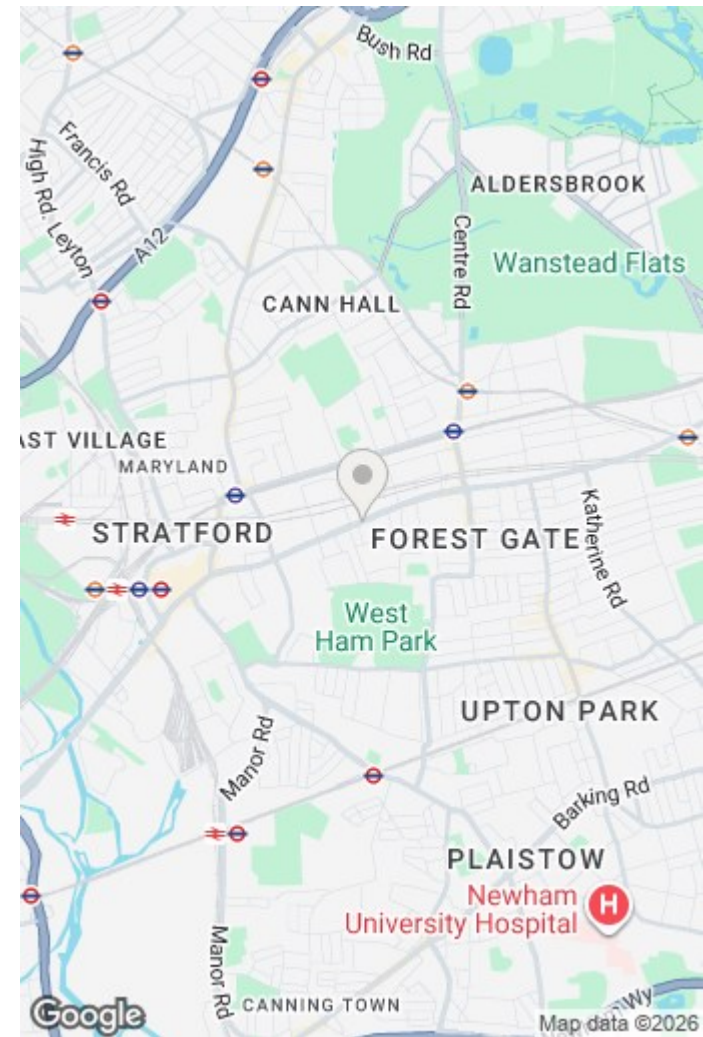 Bush Rd
Francis Rd
High Rd. Leyton
A12
ALDERSBROOK
Centre Rd
Wanstead Flats
CANN HALL
AST VILLAGE
MARYLAND
STRATFORD
FOREST GATE
Katherine Rd
West
Ham Park
UPTON PARK
Manor Rd
Barking Rd
PLAISTOW
Newham
University Hospital
H
Manor Rd
CANNING TOWN
Wy
Google
Map data ©2026